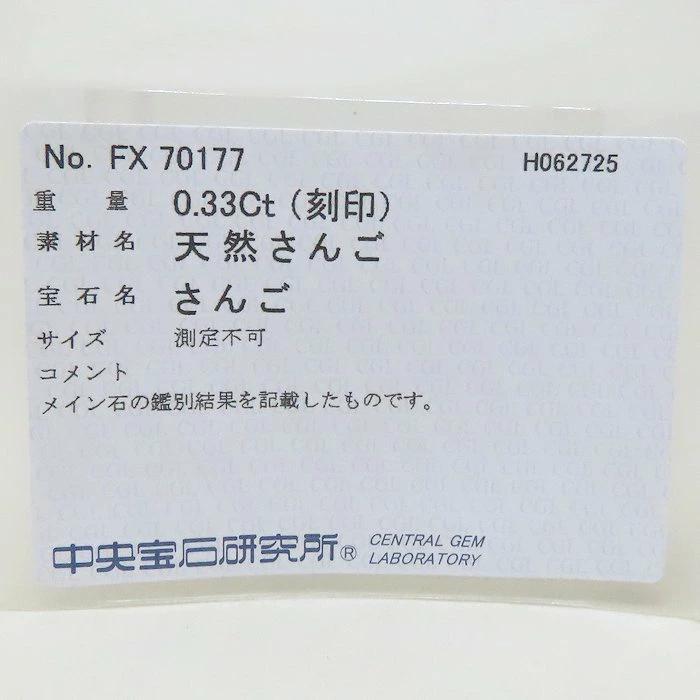 No. FX 70177 H062725
重 量 0.33Ct (刻印)
素材名 天然さんご
宝石名 さんご
サイズ 測定不可
コメント
メイン石の鑑別結果を記載したものです。
中央宝石研究所® CENTRAL GEM
LABORATORY